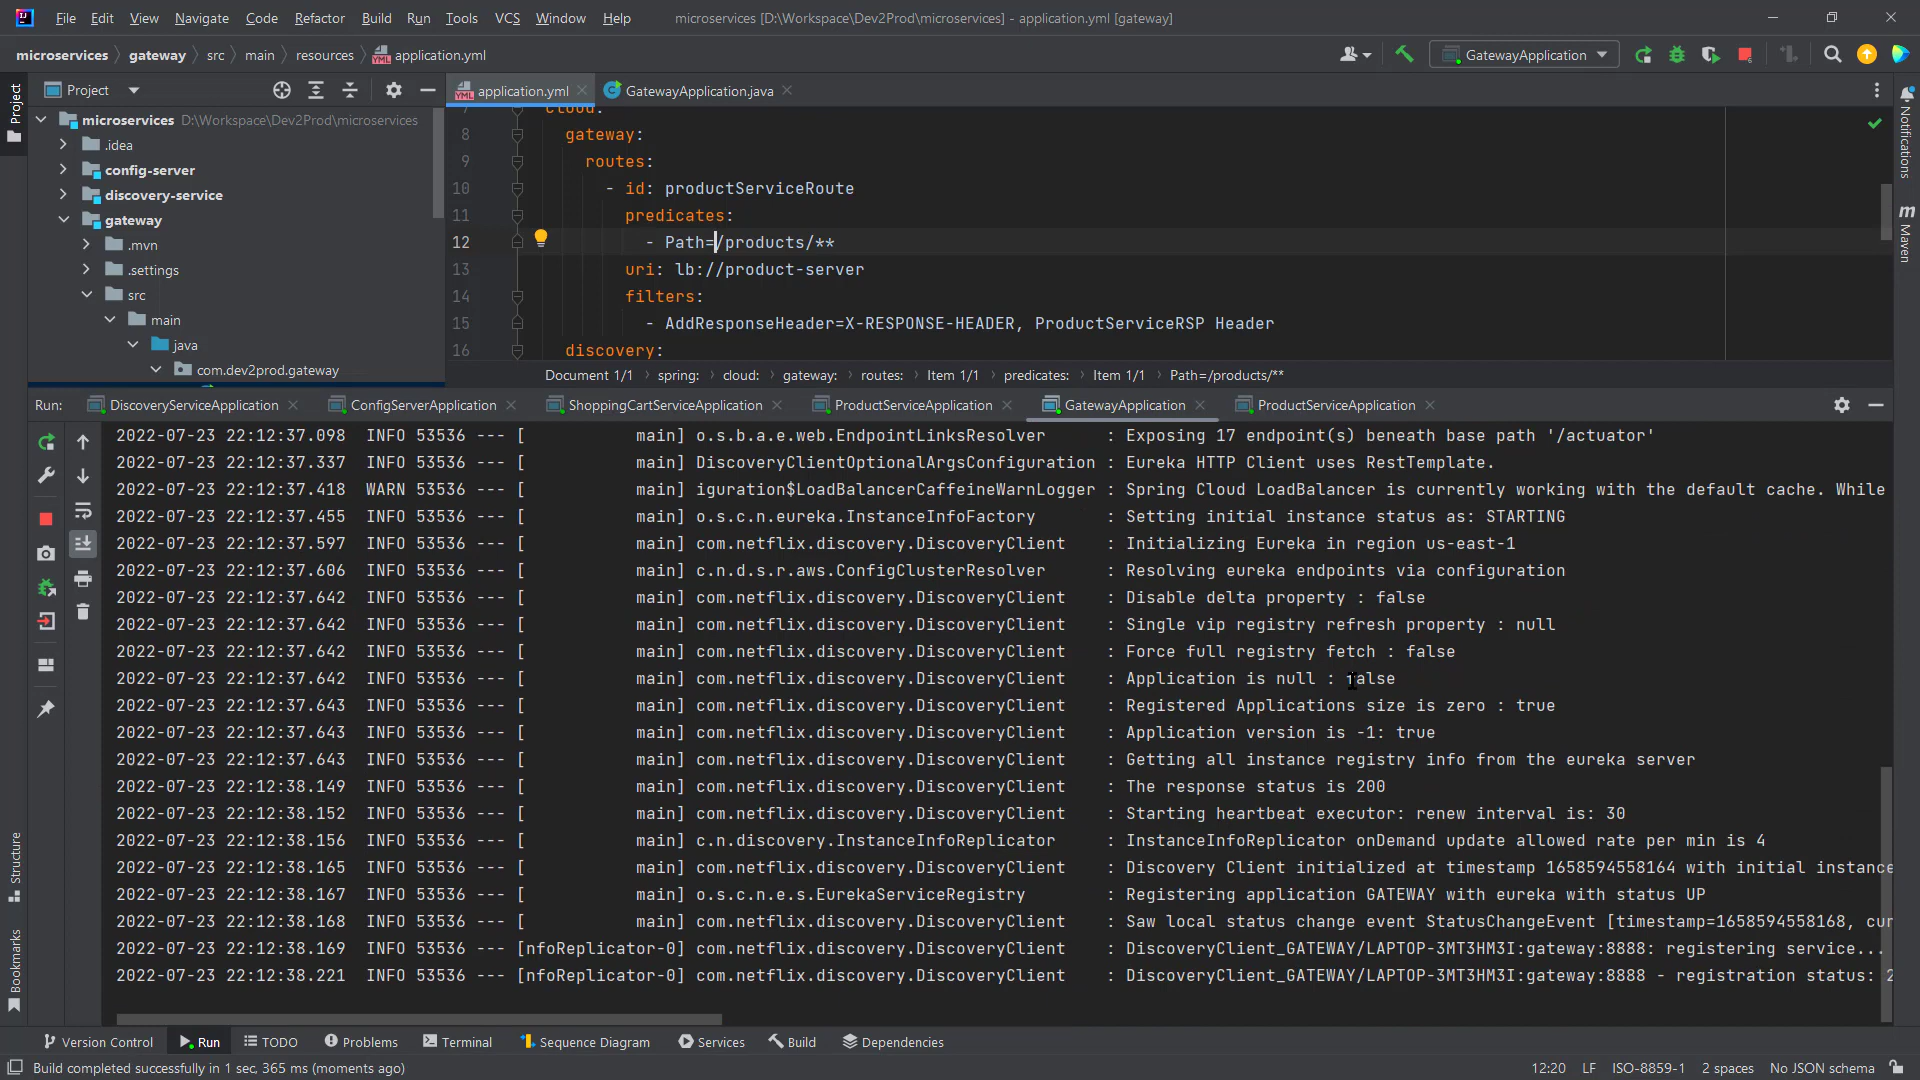 File Edit View Navigate Code Refactor Build Run Tools VCS Window Help microservices [D:\Workspace\Dev2Prod\microservices] - application.yml [gateway]
microservices gateway src main resources application.yml GatewayApplication
Project
application.yml GatewayApplication.java
Project
Notifications
Maven
microservices D:\Workspace\Dev2Prod\microservices
.idea
config-server
discovery-service
gateway
.mvn
.settings
src
main
java
com.dev2prod.gateway
cloud:
8 gateway:
9 routes:
10 - id: productServiceRoute
11 predicates:
12 - Path=/products/**
13 uri: lb://product-server
14 filters:
15 - AddResponseHeader=X-RESPONSE-HEADER, ProductServiceRSP Header
16 discovery:
Document 1/1 spring: cloud: gateway: routes: Item 1/1 predicates: Item 1/1 Path=/products/**
Run: DiscoveryServiceApplication ConfigServerApplication ShoppingCartServiceApplication ProductServiceApplication GatewayApplication ProductServiceApplication
2022-07-23 22:12:37.098 INFO 53536 --- [ main] o.s.b.a.e.web.EndpointLinksResolver : Exposing 17 endpoint(s) beneath base path '/actuator'
2022-07-23 22:12:37.337 INFO 53536 --- [ main] DiscoveryClientOptionalArgsConfiguration : Eureka HTTP Client uses RestTemplate.
2022-07-23 22:12:37.418 WARN 53536 --- [ main] iguration$LoadBalancerCaffeineWarnLogger : Spring Cloud LoadBalancer is currently working with the default cache. While
2022-07-23 22:12:37.455 INFO 53536 --- [ main] o.s.c.n.eureka.InstanceInfoFactory : Setting initial instance status as: STARTING
2022-07-23 22:12:37.597 INFO 53536 --- [ main] com.netflix.discovery.DiscoveryClient : Initializing Eureka in region us-east-1
2022-07-23 22:12:37.606 INFO 53536 --- [ main] c.n.d.s.r.aws.ConfigClusterResolver : Resolving eureka endpoints via configuration
2022-07-23 22:12:37.642 INFO 53536 --- [ main] com.netflix.discovery.DiscoveryClient : Disable delta property : false
2022-07-23 22:12:37.642 INFO 53536 --- [ main] com.netflix.discovery.DiscoveryClient : Single vip registry refresh property : null
2022-07-23 22:12:37.642 INFO 53536 --- [ main] com.netflix.discovery.DiscoveryClient : Force full registry fetch : false
2022-07-23 22:12:37.642 INFO 53536 --- [ main] com.netflix.discovery.DiscoveryClient : Application is null : false
2022-07-23 22:12:37.643 INFO 53536 --- [ main] com.netflix.discovery.DiscoveryClient : Registered Applications size is zero : true
2022-07-23 22:12:37.643 INFO 53536 --- [ main] com.netflix.discovery.DiscoveryClient : Application version is -1: true
2022-07-23 22:12:37.643 INFO 53536 --- [ main] com.netflix.discovery.DiscoveryClient : Getting all instance registry info from the eureka server
2022-07-23 22:12:38.149 INFO 53536 --- [ main] com.netflix.discovery.DiscoveryClient : The response status is 200
2022-07-23 22:12:38.152 INFO 53536 --- [ main] com.netflix.discovery.DiscoveryClient : Starting heartbeat executor: renew interval is: 30
2022-07-23 22:12:38.156 INFO 53536 --- [ main] c.n.discovery.InstanceInfoReplicator : InstanceInfoReplicator onDemand update allowed rate per min is 4
2022-07-23 22:12:38.165 INFO 53536 --- [ main] com.netflix.discovery.DiscoveryClient : Discovery Client initialized at timestamp 1658594558164 with initial instance
2022-07-23 22:12:38.167 INFO 53536 --- [ main] o.s.c.n.e.s.EurekaServiceRegistry : Registering application GATEWAY with eureka with status UP
2022-07-23 22:12:38.168 INFO 53536 --- [ main] com.netflix.discovery.DiscoveryClient : Saw local status change event StatusChangeEvent [timestamp=1658594558168, cur
2022-07-23 22:12:38.169 INFO 53536 --- [nfoReplicator-0] com.netflix.discovery.DiscoveryClient : DiscoveryClient_GATEWAY/LAPTOP-3MT3HM3I:gateway:8888: registering service...
2022-07-23 22:12:38.221 INFO 53536 --- [nfoReplicator-0] com.netflix.discovery.DiscoveryClient : DiscoveryClient_GATEWAY/LAPTOP-3MT3HM3I:gateway:8888 - registration status: 2
Structure
Bookmarks
Version Control Run TODO Problems Terminal Sequence Diagram Services Build Dependencies
Build completed successfully in 1 sec, 365 ms (moments ago) 12:20 LF ISO-8859-1 2 spaces No JSON schema